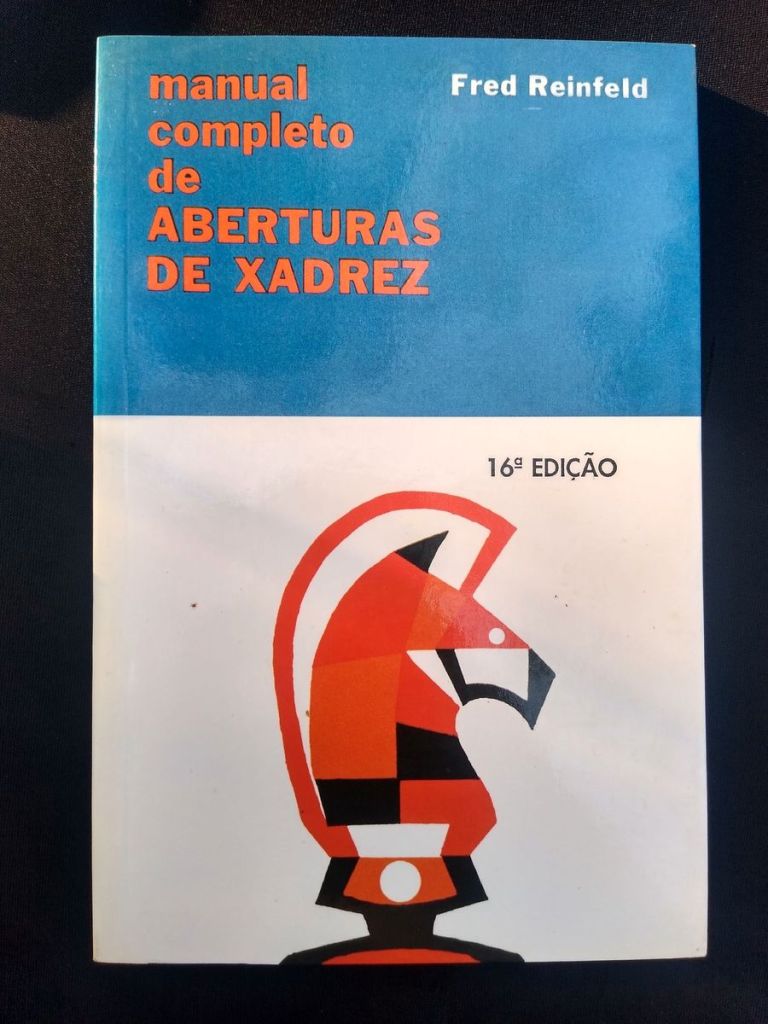 manual
completo
de
ABERTURAS
DE XADREZ
Fred Reinfeld
16ª EDIÇÃO